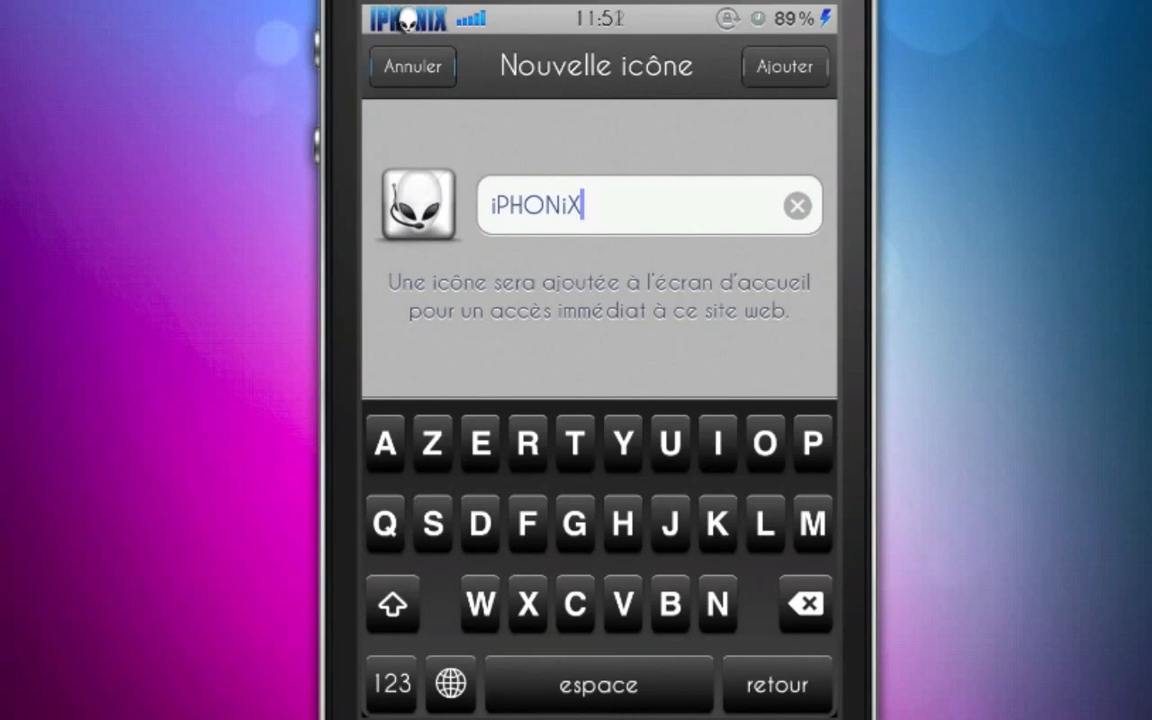 IPHONIX 11:52 89%
Annuler Nouvelle icône Ajouter
iPHONiX
Une icône sera ajoutée à l'écran d'accueil
pour un accès immédiat à ce site web.
A Z E R T Y U I O P
Q S D F G H J K L M
W X C V B N
123 espace retour